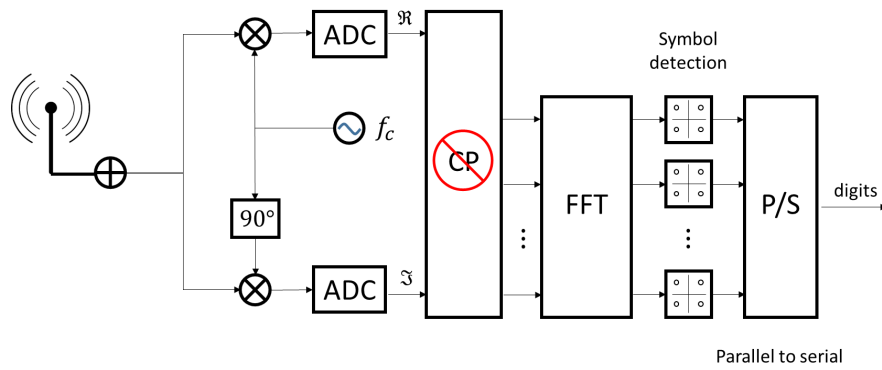 ADC
ℜ
Symbol
detection
f_c
CP
90°
FFT
P/S
digits
ADC
ℑ
Parallel to serial